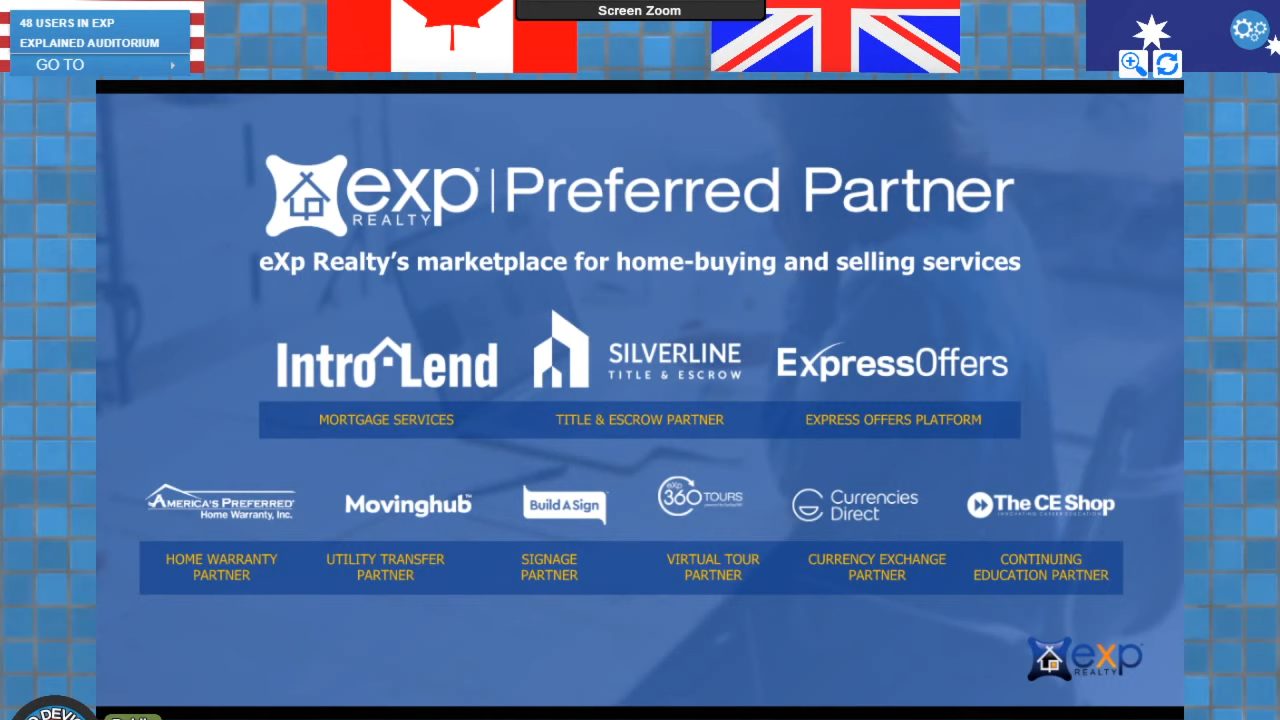 48 USERS IN EXP
EXPLAINED AUDITORIUM
GO TO
Screen Zoom
exp REALTY | Preferred Partner
eXp Realty's marketplace for home-buying and selling services
Intro Lend
SILVERLINE
TITLE & ESCROW
ExpressOffers
MORTGAGE SERVICES
TITLE & ESCROW PARTNER
EXPRESS OFFERS PLATFORM
AMERICA'S PREFERRED
Home Warranty, Inc.
Movinghub™
Build A Sign
eXp
360 TOURS
Currencies
Direct
The CE Shop
HOME WARRANTY
PARTNER
UTILITY TRANSFER
PARTNER
SIGNAGE
PARTNER
VIRTUAL TOUR
PARTNER
CURRENCY EXCHANGE
PARTNER
CONTINUING
EDUCATION PARTNER
exp
REALTY